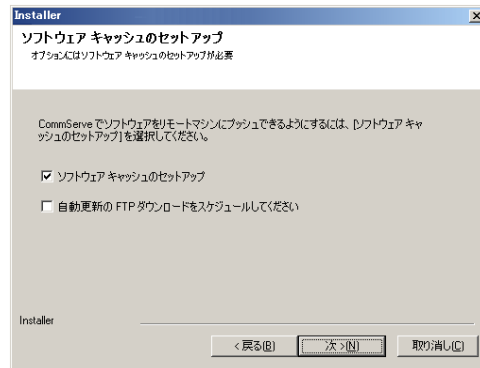 Installer
ソフトウェア キャッシュのセットアップ
オプションにはソフトウェア キャッシュのセットアップが必要
CommServe でソフトウェアをリモートマシンにプッシュできるようにするには、[ソフトウェア キャ
ッシュのセットアップ] を選択してください。
ソフトウェア キャッシュのセットアップ
自動更新の FTP ダウンロードをスケジュールしてください
Installer
< 戻る(B)
次 >(N)
取り消し(C)